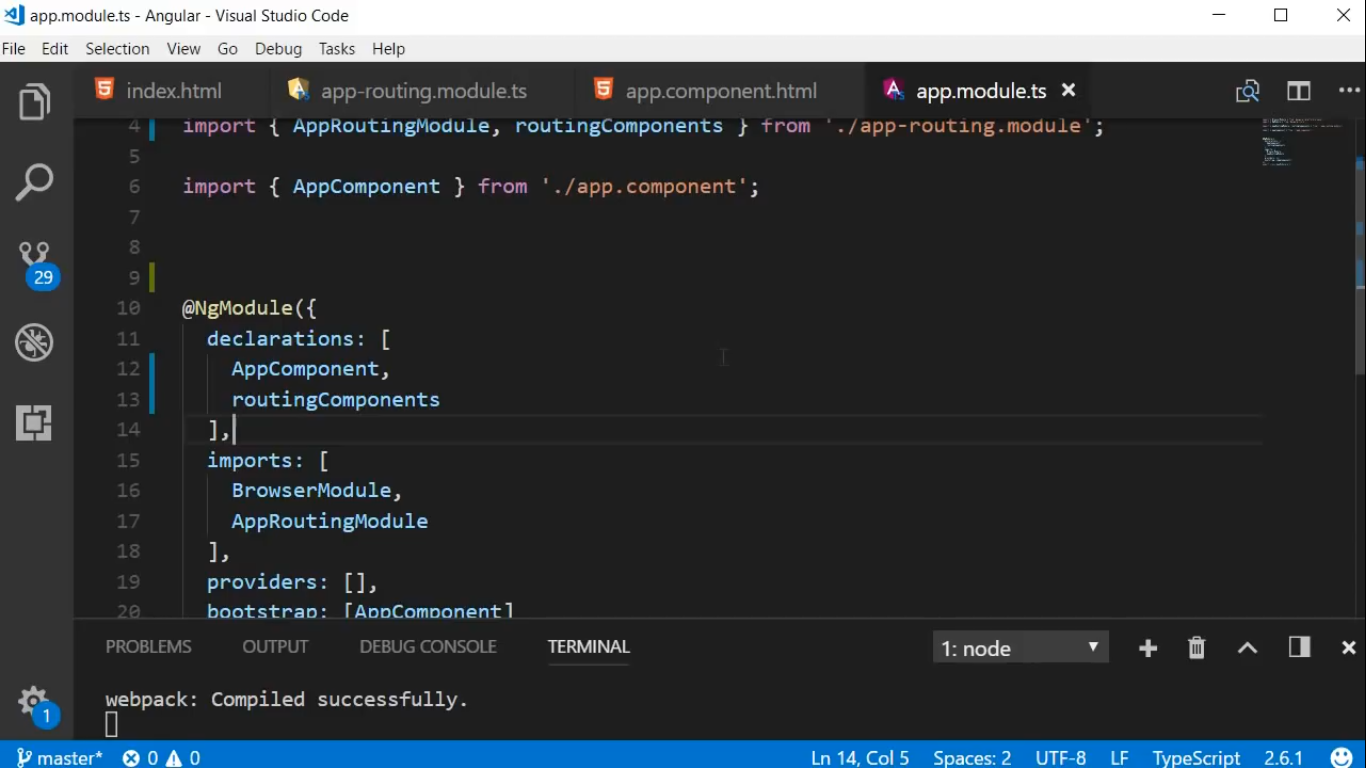 app.module.ts - Angular - Visual Studio Code
File Edit Selection View Go Debug Tasks Help
index.html app-routing.module.ts app.component.html app.module.ts
4 import { AppRoutingModule, routingComponents } from './app-routing.module';
5
6 import { AppComponent } from './app.component';
7
8
9
10 @NgModule({
11 declarations: [
12 AppComponent,
13 routingComponents
14 ],
15 imports: [
16 BrowserModule,
17 AppRoutingModule
18 ],
19 providers: [],
20 bootstrap: [AppComponent]
29
1
PROBLEMS OUTPUT DEBUG CONSOLE TERMINAL 1: node
webpack: Compiled successfully.
master* 0 0 Ln 14, Col 5 Spaces: 2 UTF-8 LF TypeScript 2.6.1